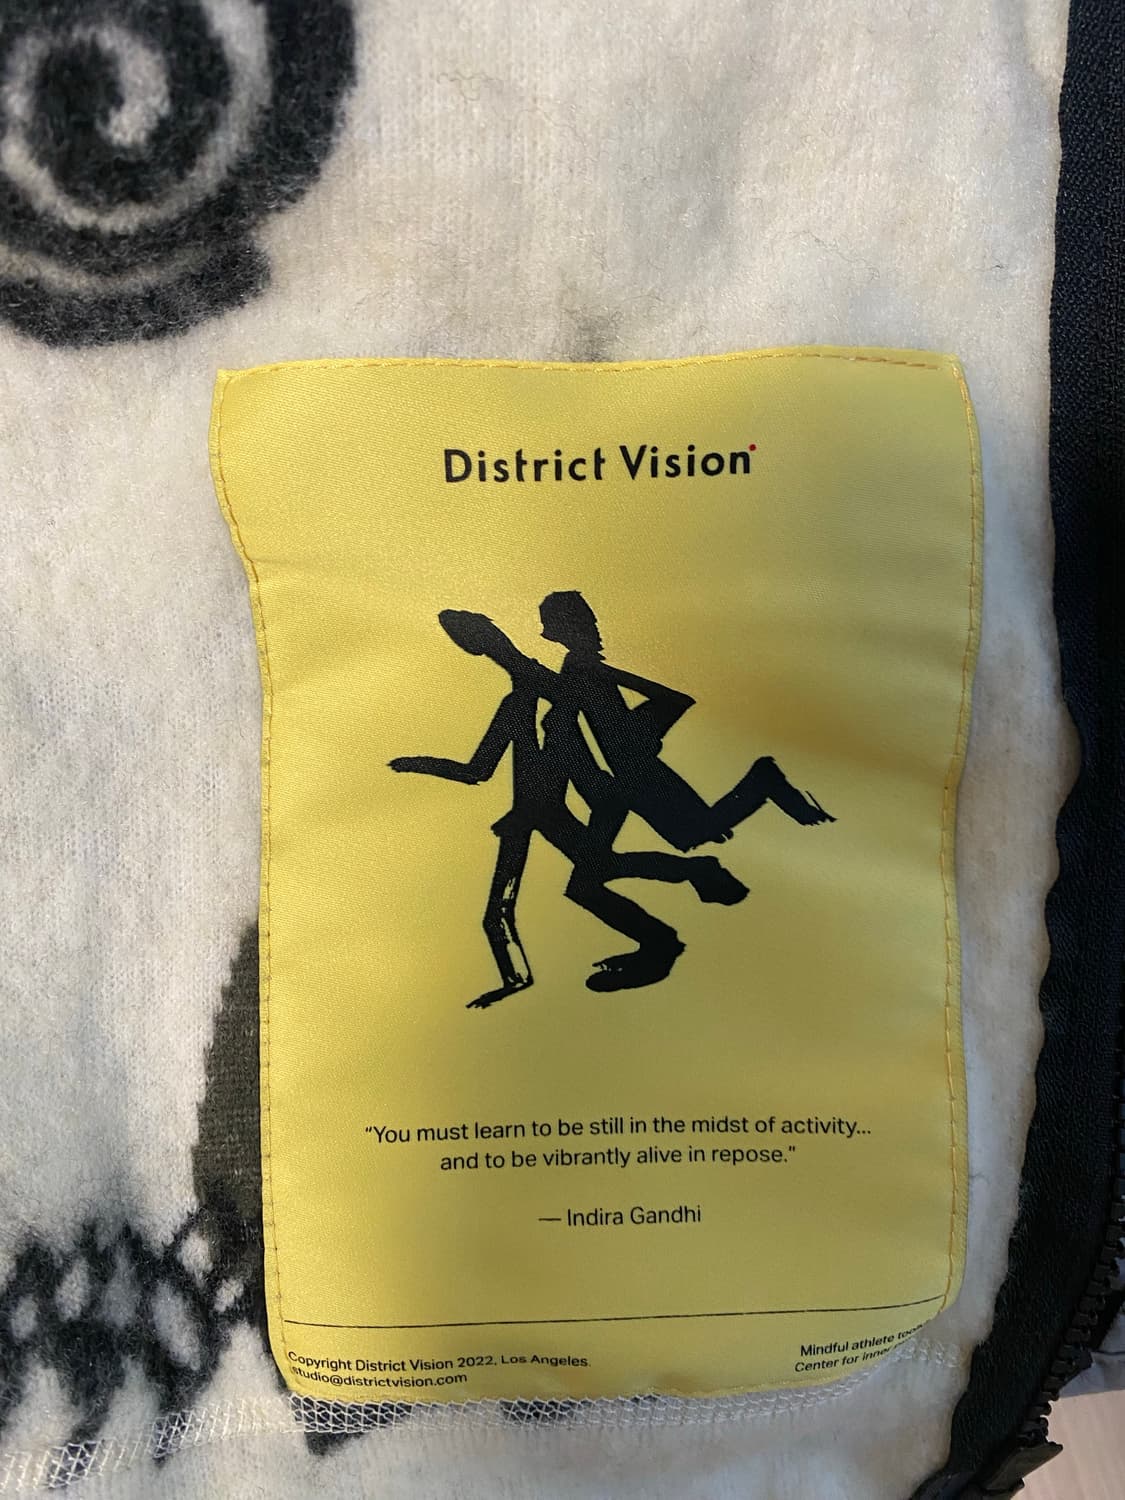 District Vision
“You must learn to be still in the midst of activity...
and to be vibrantly alive in repose.”
— Indira Gandhi
Copyright District Vision 2022, Los Angeles.
studio@districtvision.com
Mindful athlete
Center for inner